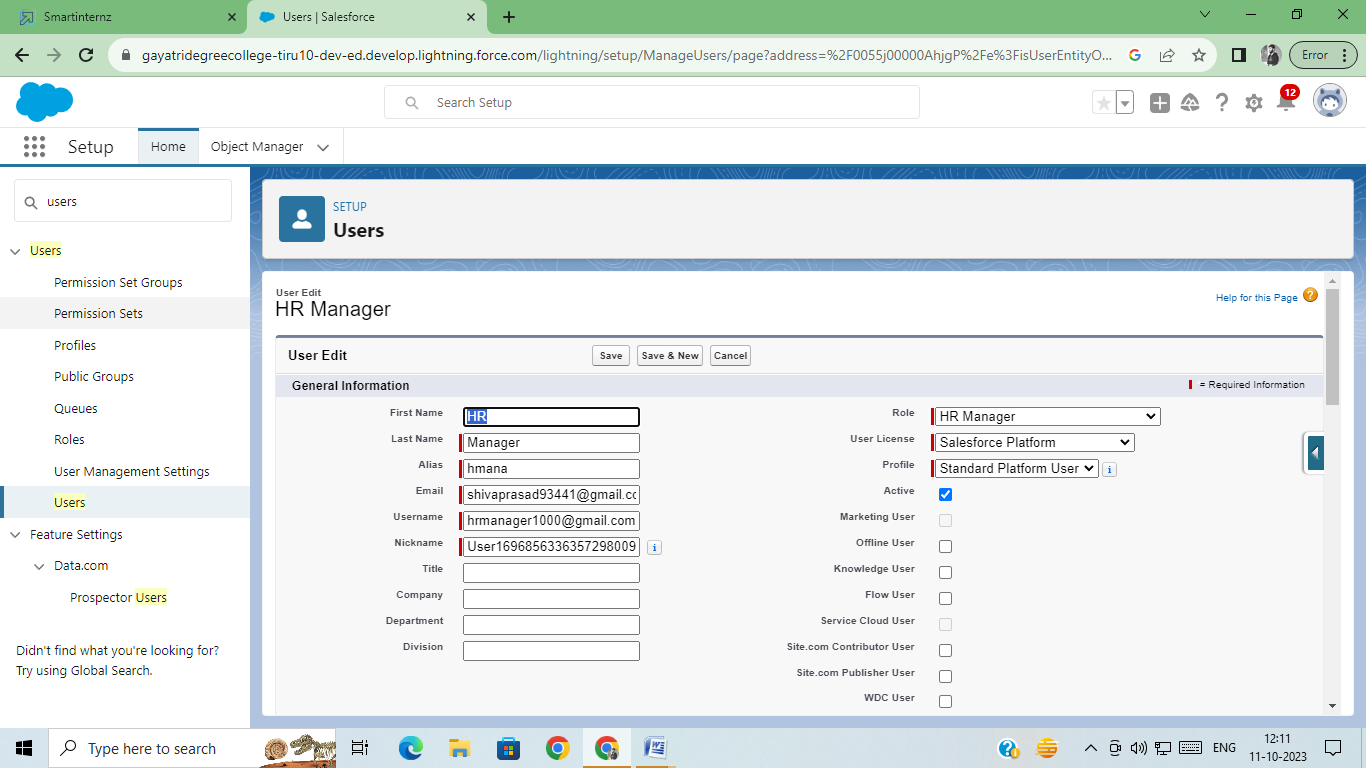 Smartinternz
Users | Salesforce
gayatridegreecollege-tiru10-dev-ed.develop.lightning.force.com/lightning/setup/ManageUsers/page?address=%2F0055j00000AhjgP%2Fe%3FisUserEntityO...
Error
Search Setup
12
Setup
Home
Object Manager
users
Users
Permission Set Groups
Permission Sets
Profiles
Public Groups
Queues
Roles
User Management Settings
Users
Feature Settings
Data.com
Prospector Users
Didn't find what you're looking for?
Try using Global Search.
SETUP
Users
User Edit
HR Manager
Help for this Page
User Edit
Save
Save & New
Cancel
General Information
= Required Information
First Name HR
Last Name Manager
Alias hmana
Email shivaprasad93441@gmail.cc
Username hrmanager1000@gmail.com
Nickname User1696856336357298009
Title
Company
Department
Division
Role HR Manager
User License Salesforce Platform
Profile Standard Platform User
Active
Marketing User
Offline User
Knowledge User
Flow User
Service Cloud User
Site.com Contributor User
Site.com Publisher User
WDC User
Type here to search
ENG
12:11
11-10-2023